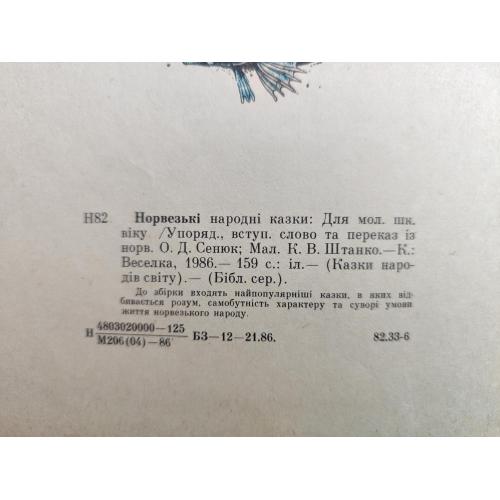 Н82 Норвезькі народні казки: Для мол. шк.
віку. /Упоряд., вступ. слово та переказ із
норв. О. Д. Сенюк; Мал. К. В. Штанко.—К.:
Веселка, 1986.— 159 с.: іл.— (Казки наро-
дів світу).— (Бібл. сер.).
До збірки входять найпопулярніші казки, в яких від-
бивається розум, самобутність характеру та суворі умови
життя норвезького народу.
Н 4803020000—125
М206(04)—86 БЗ—12—21.86. 82.33-6